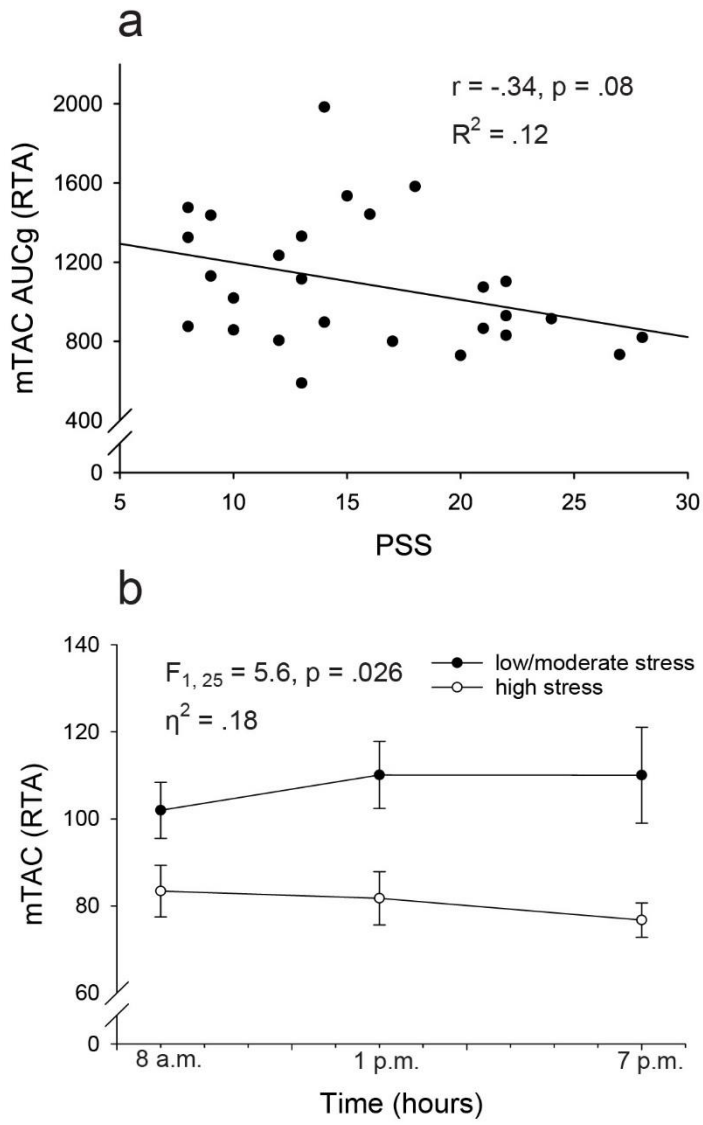 a
r = -.34, p = .08
R² = .12
2000
1600
1200
800
400
0
mTAC AUCg (RTA)
5 10 15 20 25 30
PSS
b
F₁, ₂₅ = 5.6, p = .026
η² = .18
low/moderate stress
high stress
140
120
100
80
60
0
mTAC (RTA)
8 a.m. 1 p.m. 7 p.m.
Time (hours)